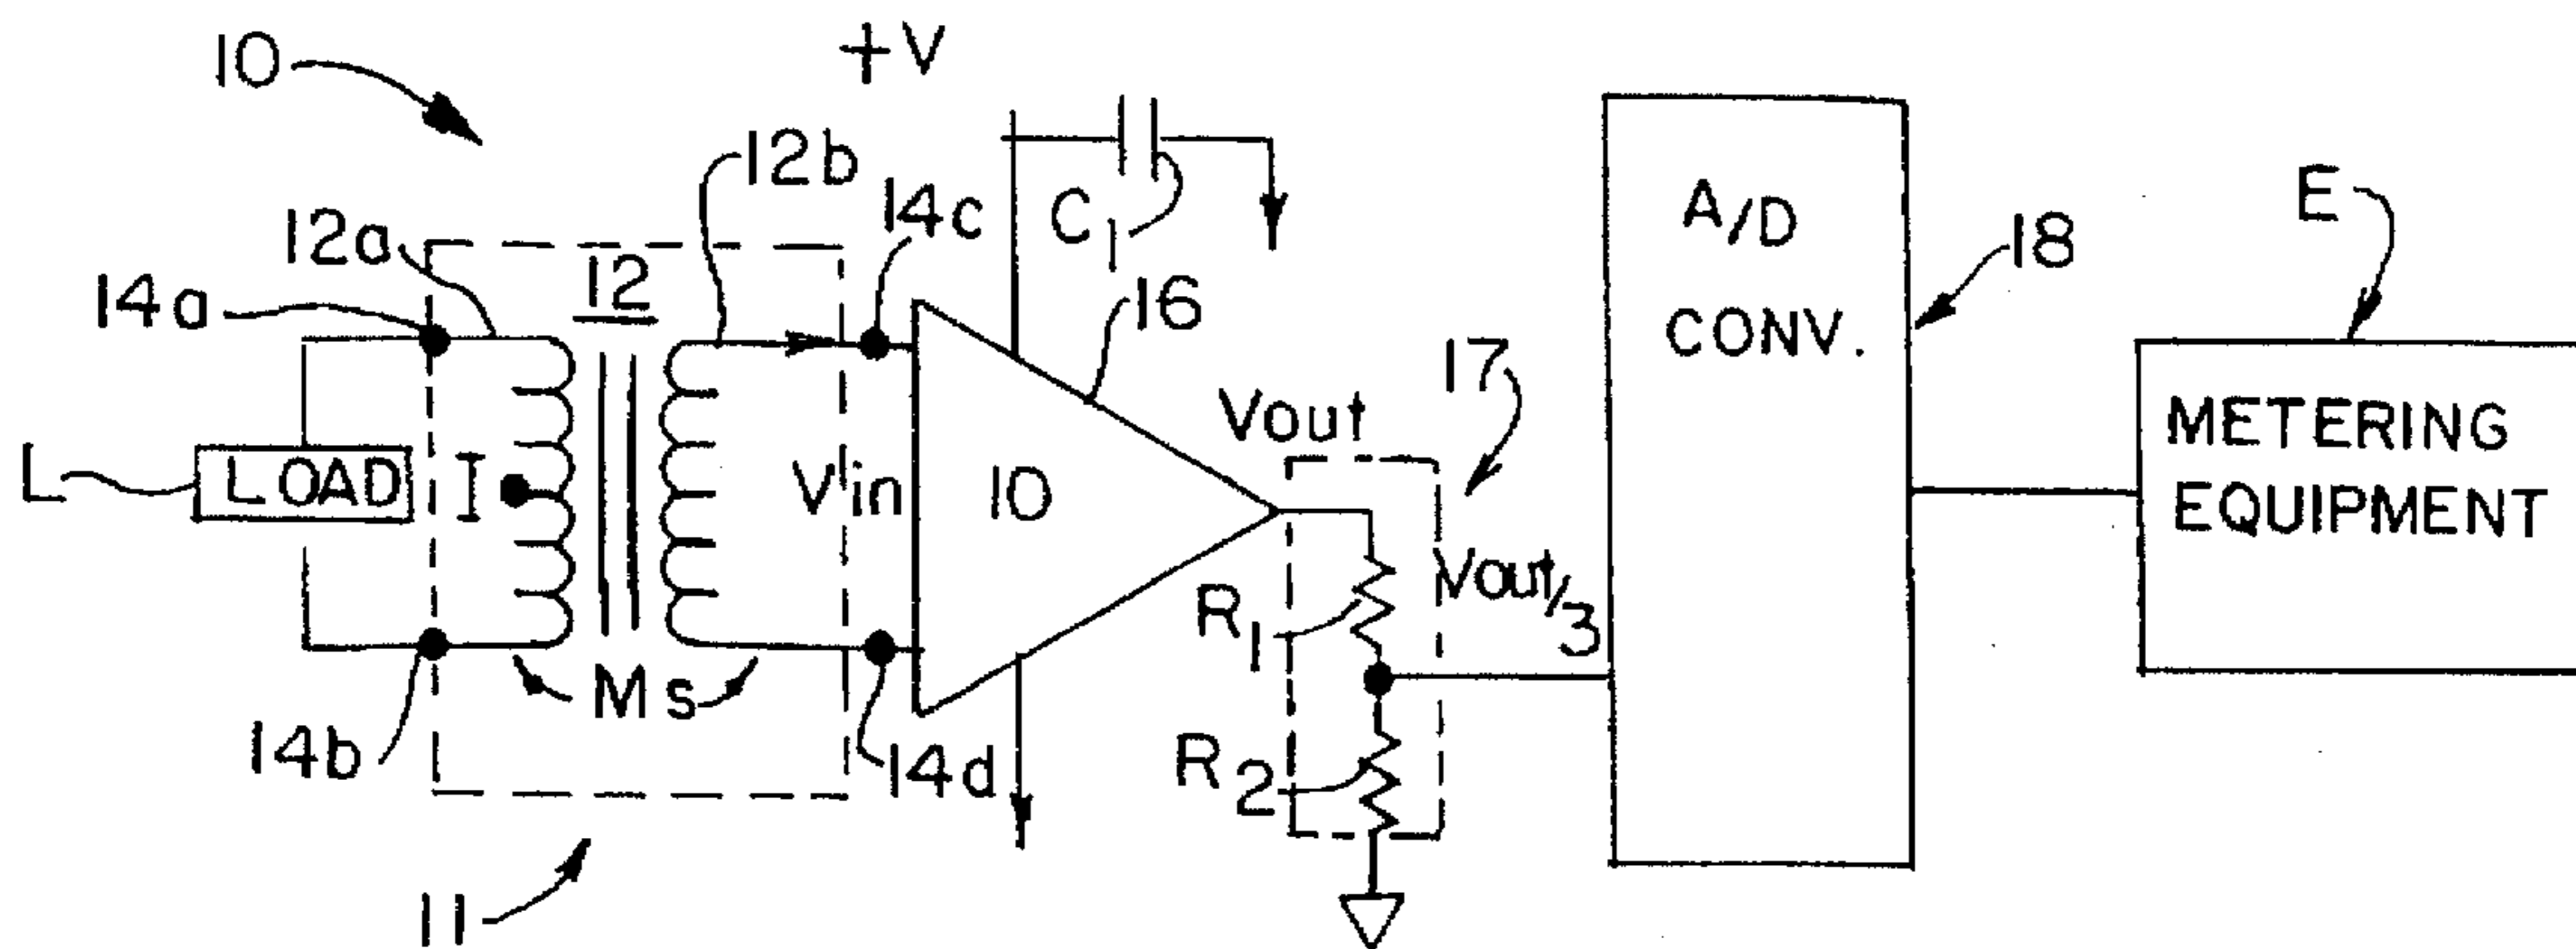 10
+V
12b
14c
C1
A/D
CONV.
18
E
12a
12
14a
16
17
L
LOAD
I
Vin
10
Vout
METERING
EQUIPMENT
R1
Vout/3
Ms
14b
14d
R2
11